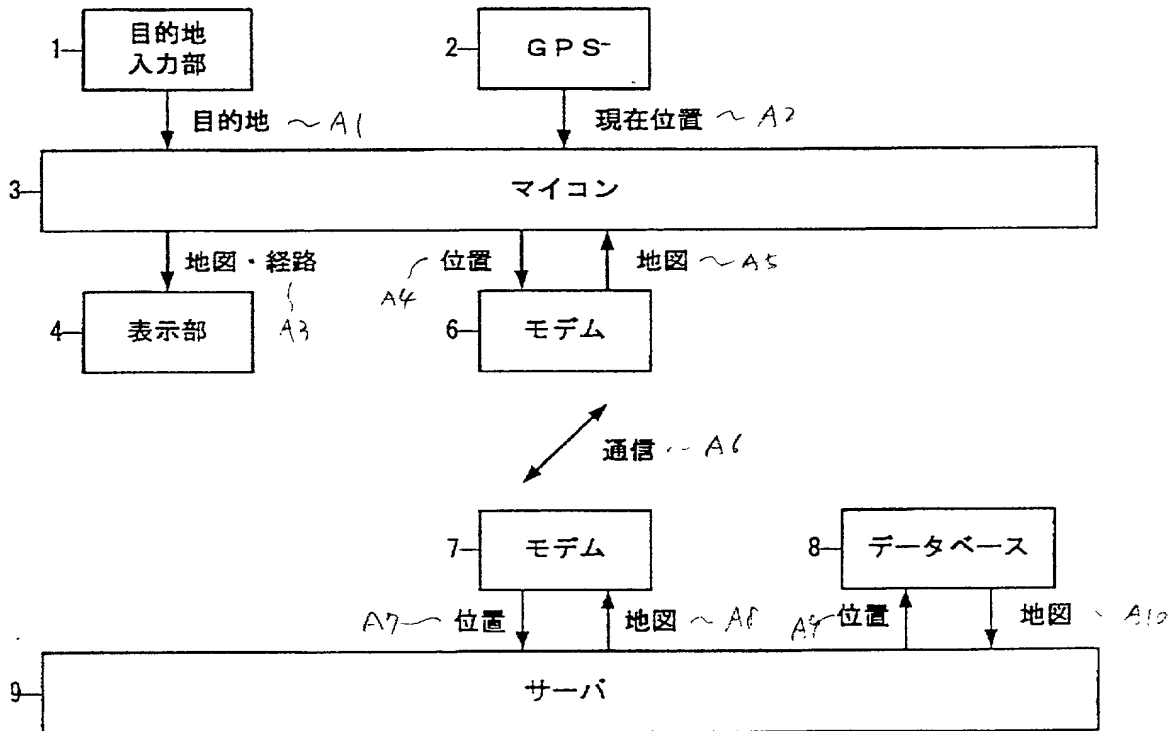 1 目的地
入力部
2 GPS
目的地 ~A1
現在位置 ~A2
3 マイコン
地図・経路
A3
位置
A4
地図 ~A5
4 表示部
6 モデム
通信 A6
7 モデム
8 データベース
A7 位置
地図 ~A8
A9 位置
地図 ~A10
9 サーバ